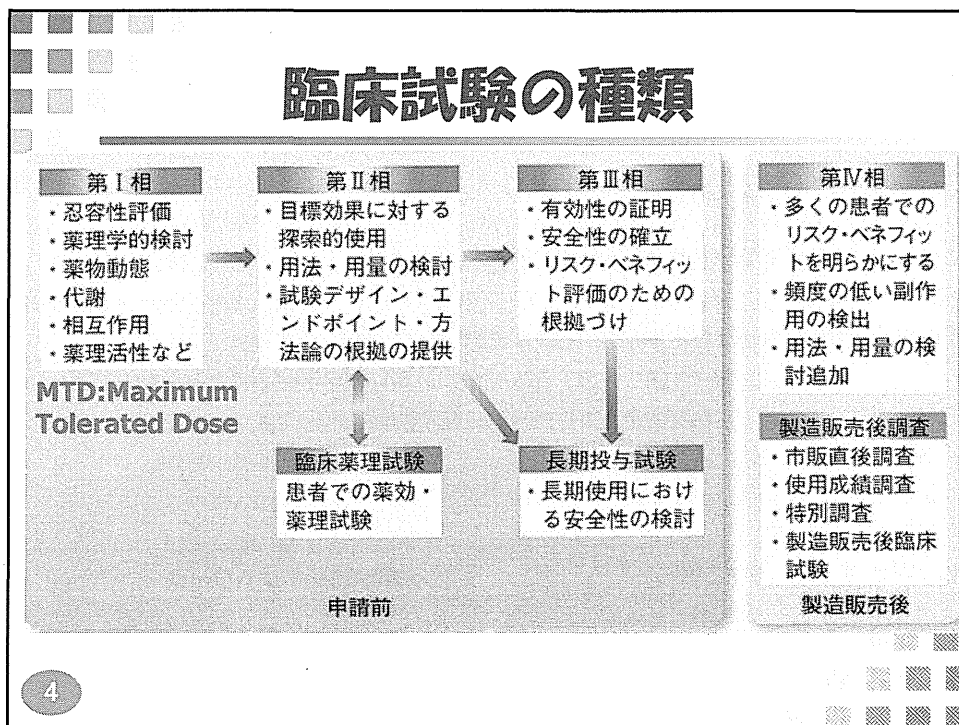 臨床試験の種類
第Ⅰ相
・忍容性評価
・薬理学的検討
・薬物動態
・代謝
・相互作用
・薬理活性など
MTD:Maximum
Tolerated Dose
第Ⅱ相
・目標効果に対する
探索的使用
・用法・用量の検討
・試験デザイン・エ
ンドポイント・方
法論の根拠の提供
臨床薬理試験
患者での薬効・
薬理試験
第Ⅲ相
・有効性の証明
・安全性の確立
・リスク・ベネフィッ
ト評価のための
根拠づけ
長期投与試験
・長期使用におけ
る安全性の検討
申請前
第Ⅳ相
・多くの患者での
リスク・ベネフィッ
トを明らかにする
・頻度の低い副作
用の検出
・用法・用量の検
討追加
製造販売後調査
・市販直後調査
・使用成績調査
・特別調査
・製造販売後臨床
試験
製造販売後
4